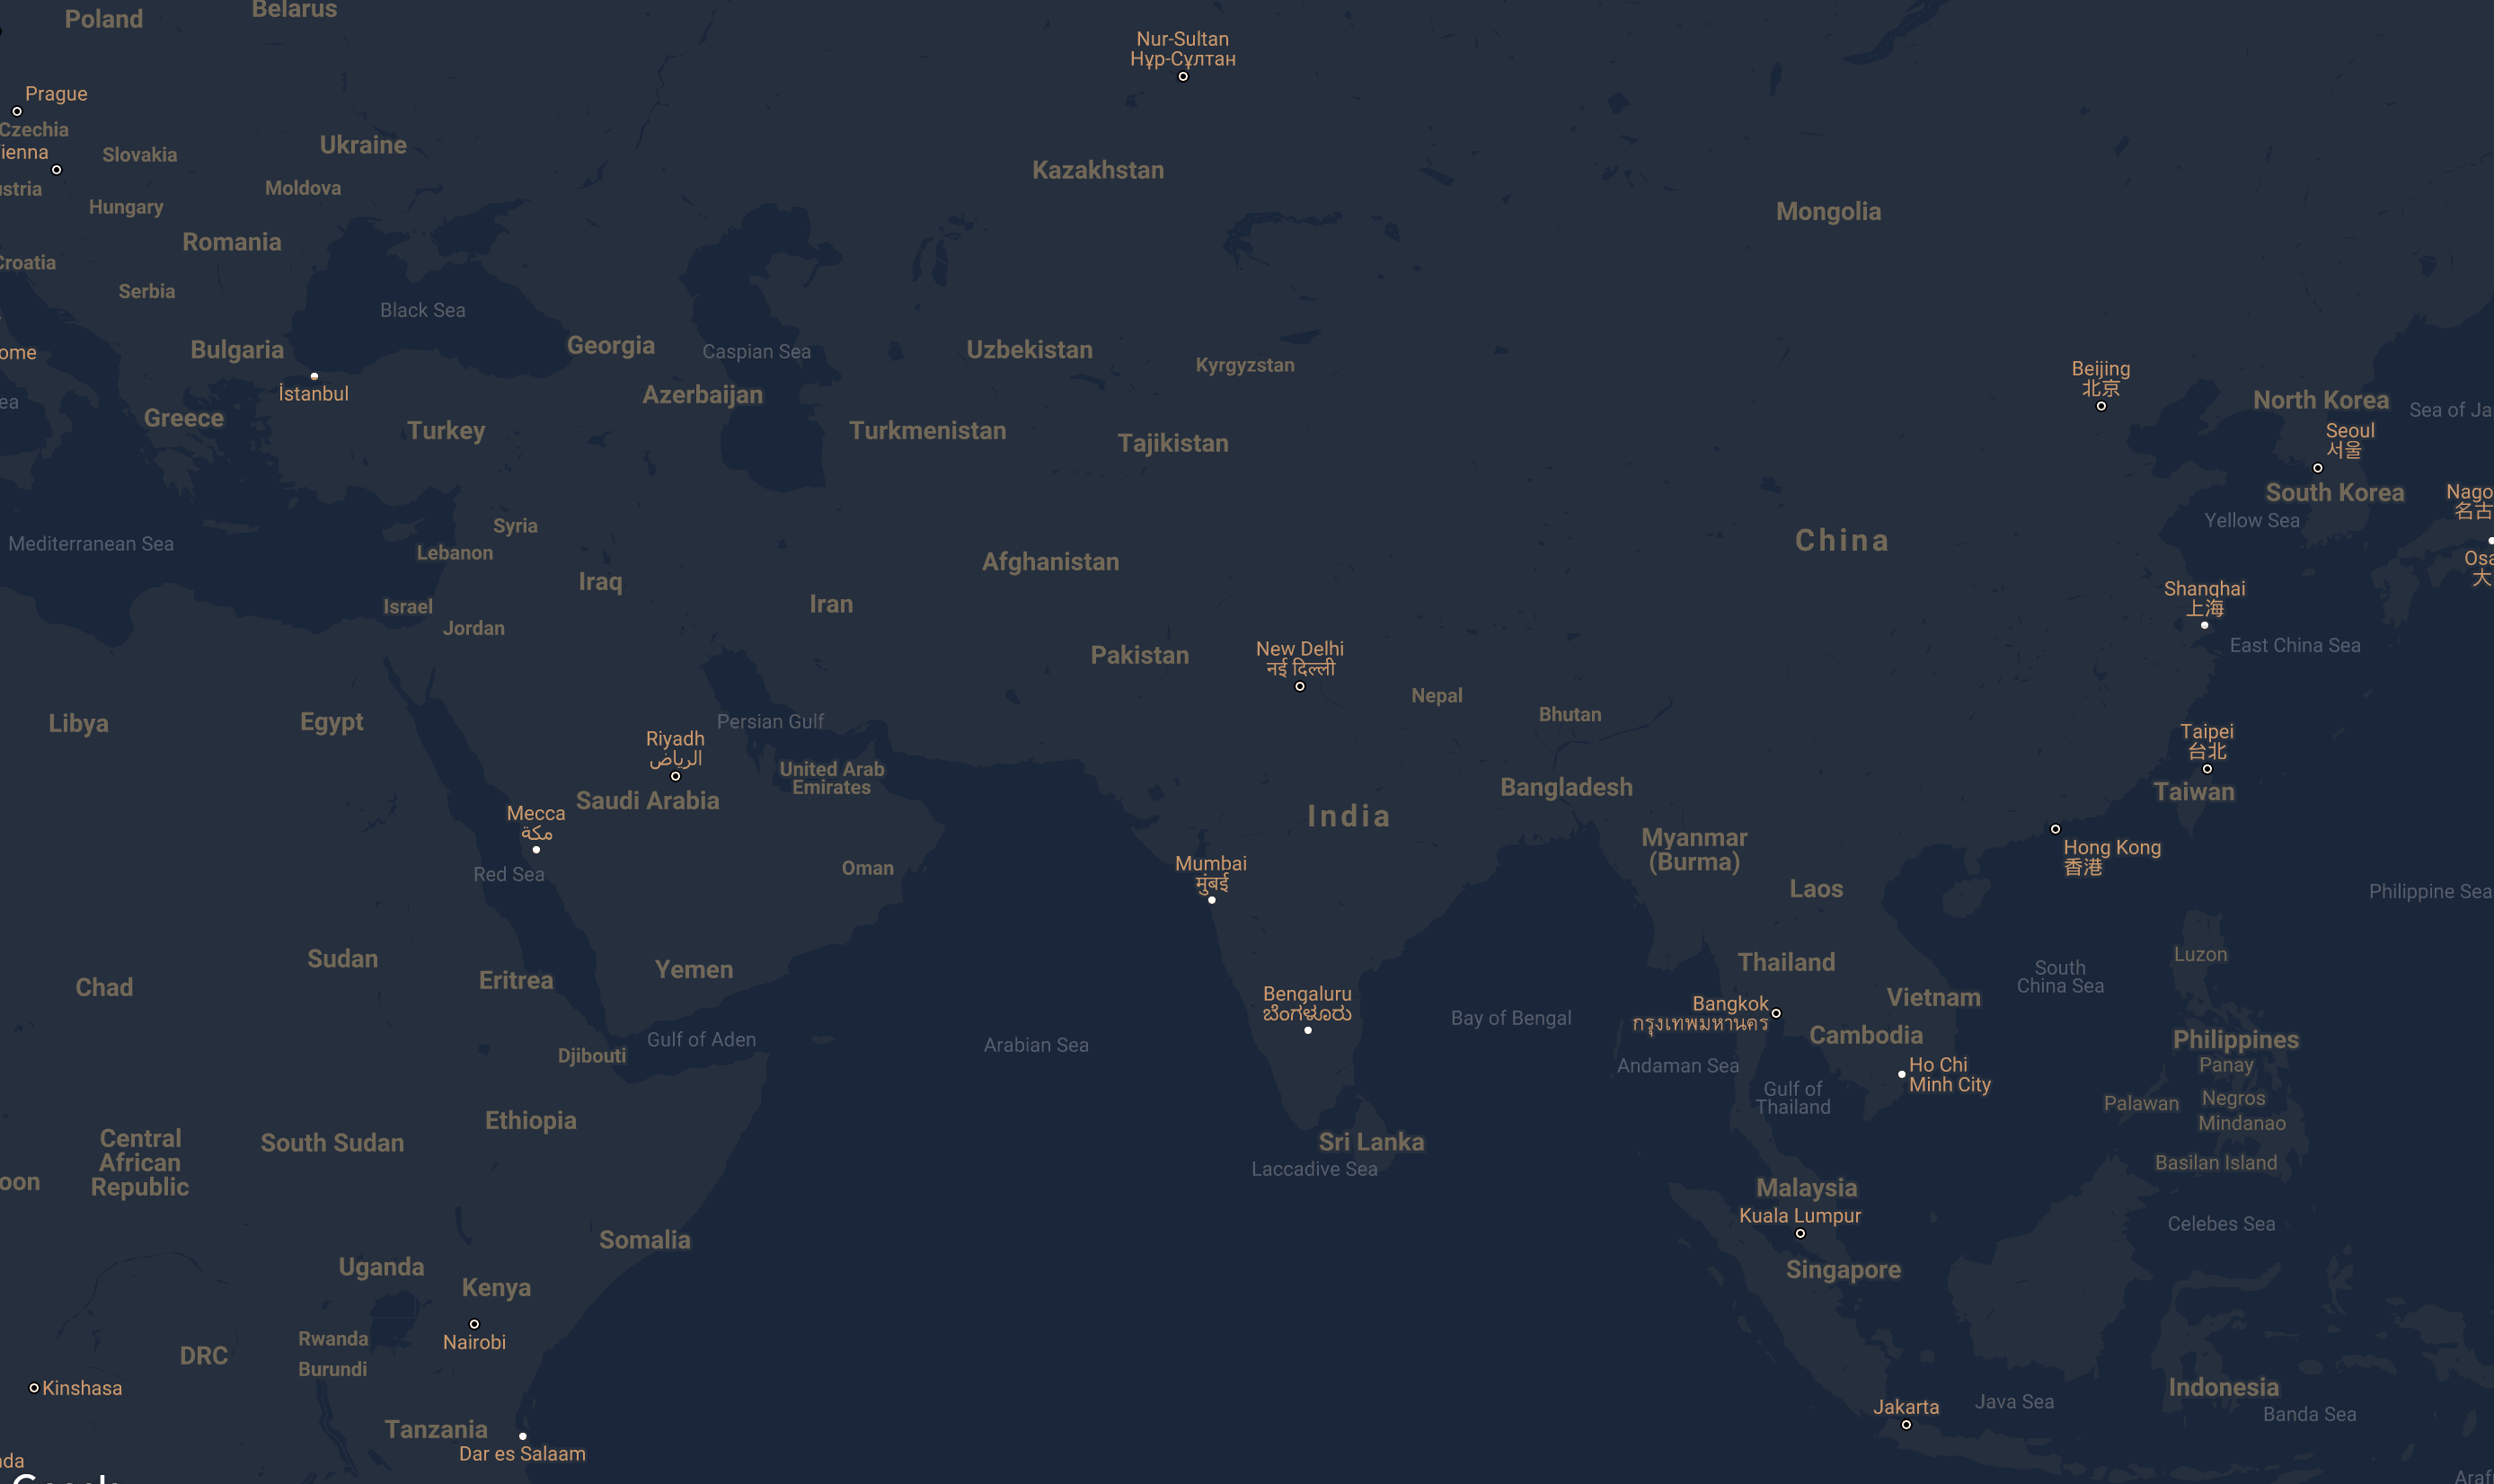 Belarus
Poland
Nur-Sultan
Нұр-Сұлтан
Prague
Czechia
ienna
Slovakia
Ukraine
Kazakhstan
stria
Moldova
Hungary
Mongolia
Romania
Croatia
Serbia
Black Sea
Bulgaria
Georgia
Caspian Sea
Uzbekistan
Kyrgyzstan
ome
Beijing
北京
İstanbul
Azerbaijan
North Korea
Sea of Ja
ea
Greece
Turkey
Turkmenistan
Tajikistan
Seoul
서울
South Korea
Nago
名古
Yellow Sea
Syria
Mediterranean Sea
Lebanon
China
Afghanistan
Osa
大
Iraq
Iran
Shanghai
上海
Israel
Jordan
East China Sea
Pakistan
New Delhi
नई दिल्ली
Nepal
Bhutan
Libya
Egypt
Persian Gulf
Riyadh
الرياض
Taipei
台北
United Arab
Emirates
Saudi Arabia
Bangladesh
Taiwan
Mecca
مكة
India
Myanmar
(Burma)
Hong Kong
香港
Red Sea
Oman
Mumbai
मुंबई
Laos
Philippine Sea
Sudan
Eritrea
Yemen
Thailand
Luzon
South
China Sea
Chad
Bengaluru
ಬೆಂಗಳೂರು
Vietnam
Bangkok
กรุงเทพมหานคร
Gulf of Aden
Arabian Sea
Bay of Bengal
Cambodia
Philippines
Djibouti
Andaman Sea
Ho Chi
Minh City
Panay
Gulf of
Thailand
Palawan
Negros
Ethiopia
Mindanao
Central
African
Republic
South Sudan
Sri Lanka
Laccadive Sea
Basilan Island
oon
Malaysia
Kuala Lumpur
Celebes Sea
Somalia
Uganda
Kenya
Singapore
Rwanda
Nairobi
DRC
Burundi
Kinshasa
Indonesia
Jakarta
Java Sea
Banda Sea
Tanzania
Dar es Salaam
nda
Araf